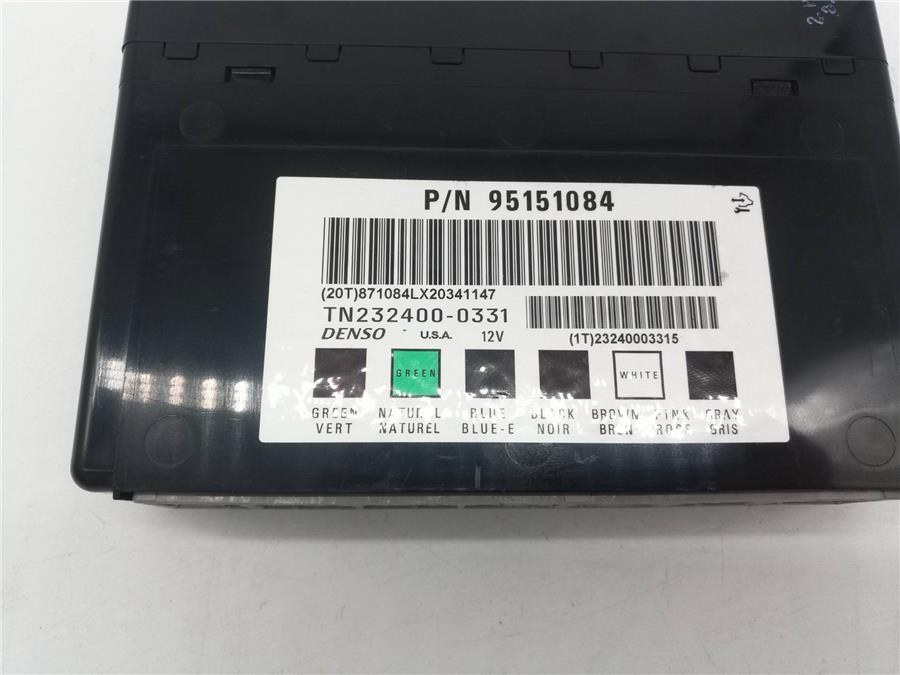 P/N 95151084
(20T)871084LX20341147
TN232400-0331
DENSO U.S.A. 12V
(1T)23240003315
GREEN WHITE
GREEN NATUREL BLUE BLACK BROWN PINK GRAY
VERT NATUREL BLUE-E NOIR BRUN ROSE GRIS